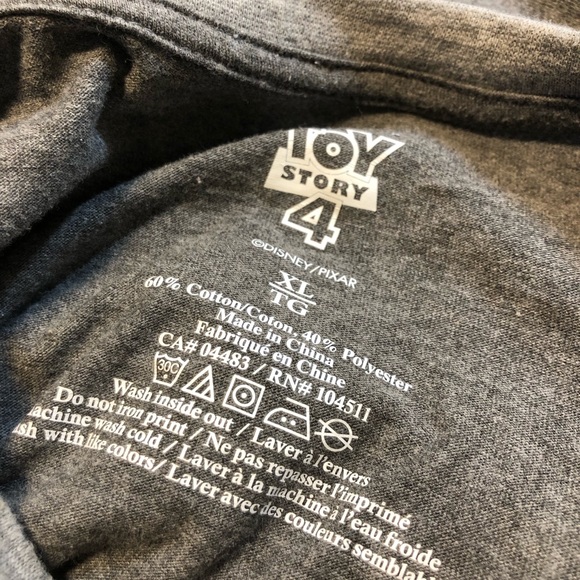 TOY
STORY
4
©DISNEY/PIXAR
XL
TG
60% Cotton/Coton, 40% Polyester
Made in China
Fabriqué en Chine
CA# 04483 / RN# 104511
30C
Wash inside out / Laver à l'envers
Do not iron print / Ne pas repasser l'imprimé
machine wash cold / Laver à la machine à l'eau froide
with like colors/ Laver avec des couleurs